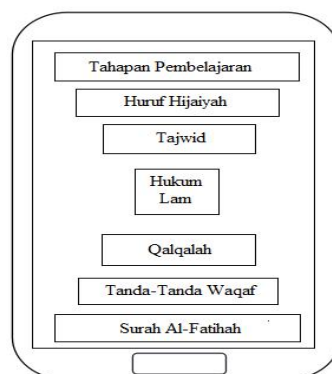 Tahapan Pembelajaran
Huruf Hijaiyah
Tajwid
Hukum
Lam
Qalqalah
Tanda-Tanda Waqaf
Surah Al-Fatihah